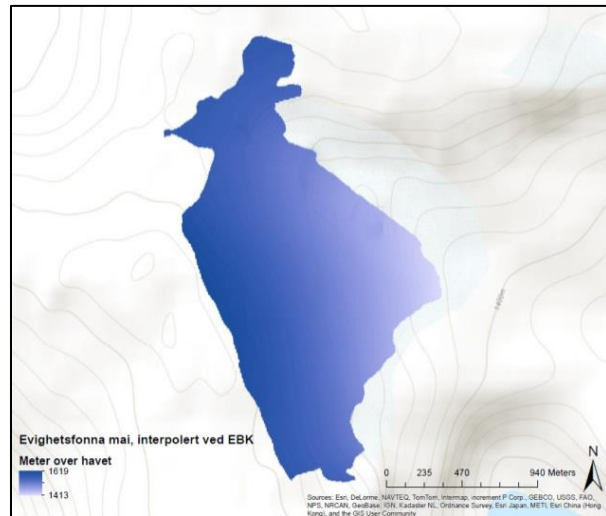 1400m
Evighetsfonna mai, interpolert ved EBK
Meter over havet
1619
1413
N
0 235 470 940 Meters
Sources: Esri, DeLorme, NAVTEQ, TomTom, Intermap, increment P Corp., GEBCO, USGS, FAO,
NPS, NRCAN, GeoBase, IGN, Kadaster NL, Ordnance Survey, Esri Japan, METI, Esri China (Hong
Kong), and the GIS User Community